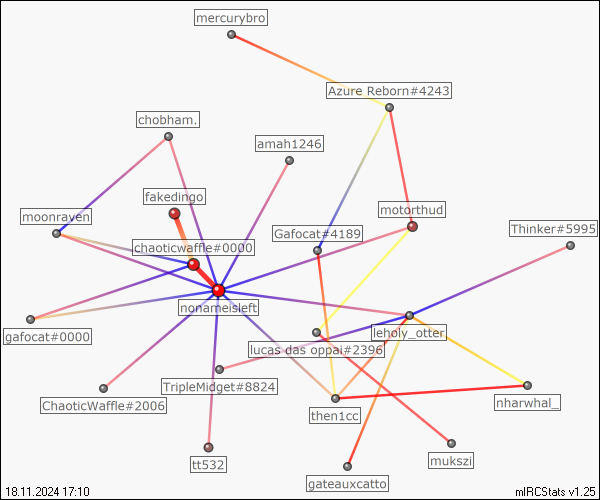 mercurybro
Azure Reborn#4243
chobham.
amah1246
fakedingo
moonraven
motorthud
Gafocat#4189
Thinker#5995
chaoticwaffle#0000
nonameisleft
gafocat#0000
leholy_otter
lucas das oppai#2396
TripleMidget#8824
ChaoticWaffle#2006
nharwhal_
then1cc
mukszi
tt532
gateauxcatto
18.11.2024 17:10
mIRCStats v1.25